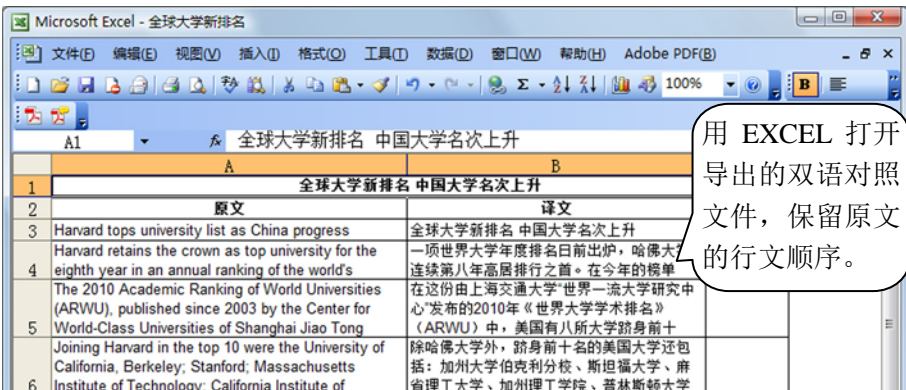 Microsoft Excel - 全球大学新排名
文件(F) 编辑(E) 视图(V) 插入(I) 格式(O) 工具(T) 数据(D) 窗口(W) 帮助(H) Adobe PDF(B)
100%
B
A1
fx 全球大学新排名 中国大学名次上升
用 EXCEL 打开
导出的双语对照
文件，保留原文
的行文顺序。
A B
1 全球大学新排名 中国大学名次上升
2 原文 译文
3 Harvard tops university list as China progress 全球大学新排名 中国大学名次上升
Harvard retains the crown as top university for the 一项世界大学年度排名日前出炉，哈佛大
4 eighth year in an annual ranking of the world's 连续第八年高居排行之首。在今年的榜单
The 2010 Academic Ranking of World Universities 在这份由上海交通大学“世界一流大学研究中
(ARWU), published since 2003 by the Center for 心”发布的2010年《世界大学学术排名》
5 World-Class Universities of Shanghai Jiao Tong （ARWU）中，美国有八所大学跻身前十
Joining Harvard in the top 10 were the University of 除哈佛大学外，跻身前十名的美国大学还包
California, Berkeley; Stanford; Massachusetts 括：加州大学伯克利分校、斯坦福大学、麻
6 Institute of Technology; California Institute of 省理工大学、加州理工学院、普林斯顿大学